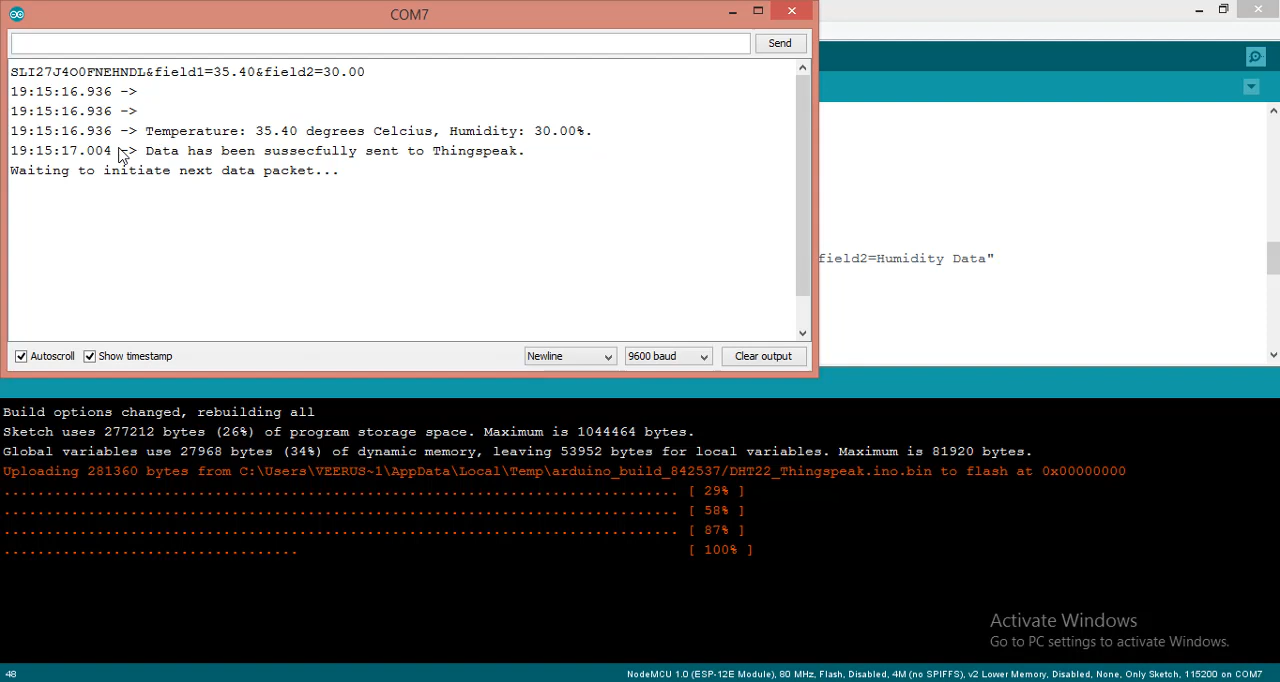 COM7
Send
SLI27J4O0FNEHNDL&field1=35.40&field2=30.00
19:15:16.936 ->
19:15:16.936 ->
19:15:16.936 -> Temperature: 35.40 degrees Celcius, Humidity: 30.00%.
19:15:17.004 -> Data has been sussecfully sent to Thingspeak.
Waiting to initiate next data packet...
field2=Humidity Data"
Autoscroll Show timestamp Newline 9600 baud Clear output
Build options changed, rebuilding all
Sketch uses 277212 bytes (26%) of program storage space. Maximum is 1044464 bytes.
Global variables use 27968 bytes (34%) of dynamic memory, leaving 53952 bytes for local variables. Maximum is 81920 bytes.
Uploading 281360 bytes from C:\Users\VEERUS~1\AppData\Local\Temp\arduino_build_842537/DHT22_Thingspeak.ino.bin to flash at 0x00000000
................................................................................ [ 29% ]
................................................................................ [ 58% ]
................................................................................ [ 87% ]
................................... [ 100% ]
Activate Windows
Go to PC settings to activate Windows.
48 NodeMCU 1.0 (ESP-12E Module), 80 MHz, Flash, Disabled, 4M (no SPIFFS), v2 Lower Memory, Disabled, None, Only Sketch, 115200 on COM7